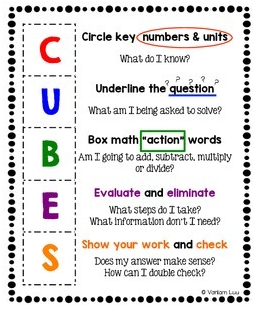 C
Circle key numbers & units
What do I know?
U
Underline the question
? ? ? ? ?
What am I being asked to solve?
B
Box math "action" words
Am I going to add, subtract, multiply
or divide?
E
Evaluate and eliminate
What steps do I take?
What information don't I need?
S
Show your work and check
Does my answer make sense?
How can I double check?
© Vaniam Luu